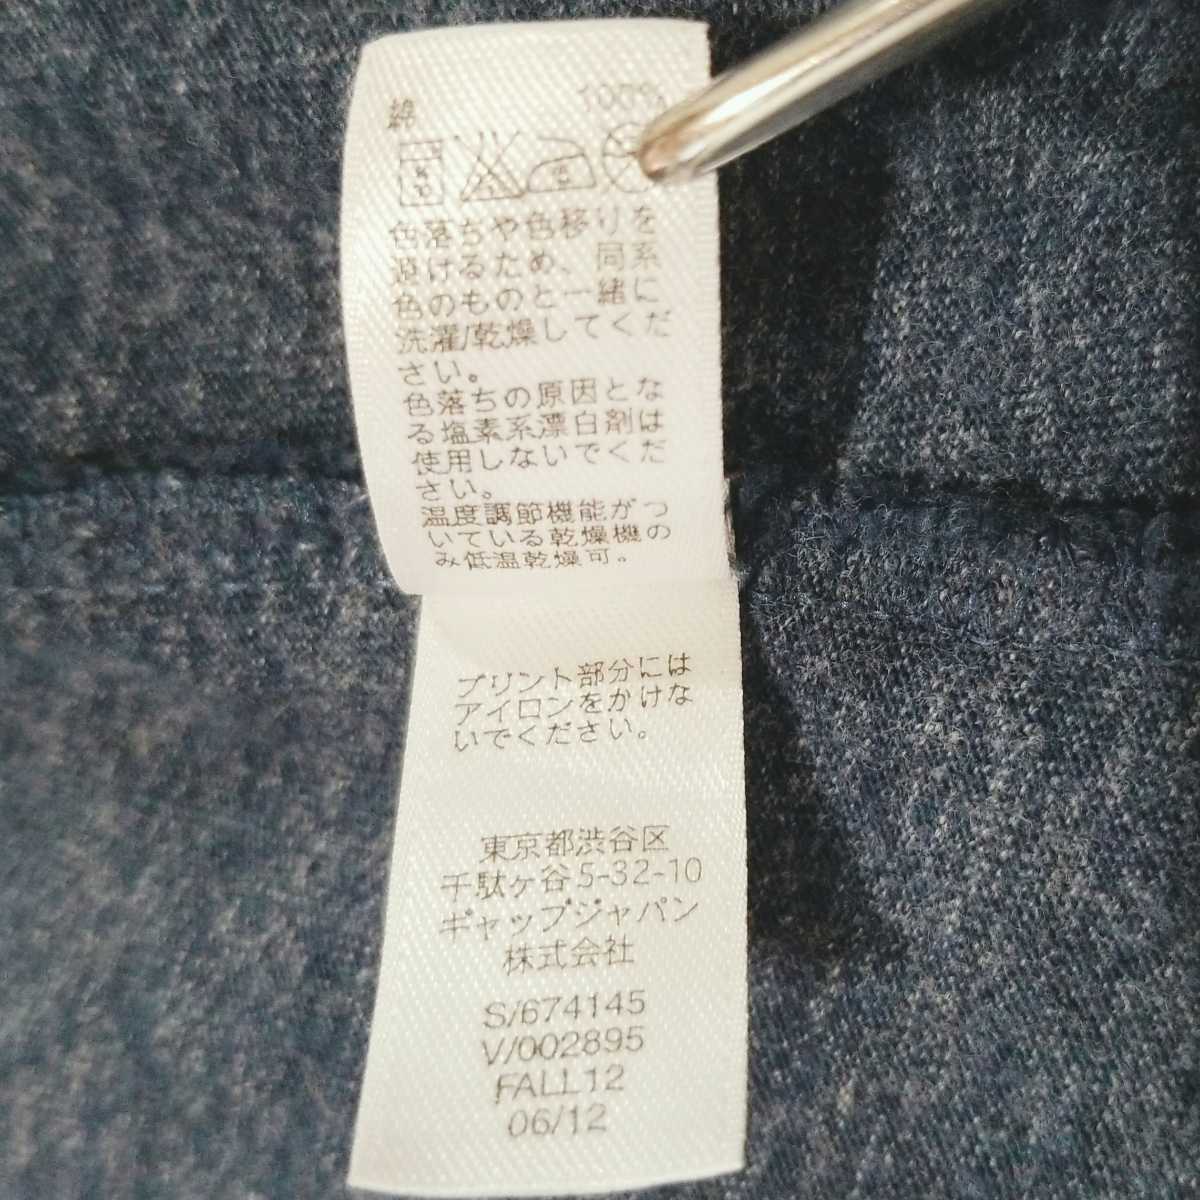 綿 100%
色落ちや色移りを
避けるため、同系
色のものと一緒に
洗濯/乾燥してくだ
さい。
色落ちの原因とな
る塩素系漂白剤は
使用しないでくだ
さい。
温度調節機能がつ
いている乾燥機の
み低温乾燥可。
プリント部分には
アイロンをかけな
いでください。
東京都渋谷区
千駄ヶ谷5-32-10
ギャップジャパン
株式会社
S/674145
V/002895
FALL12
06/12